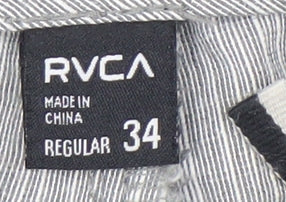 RVCA
MADE IN
CHINA
REGULAR 34